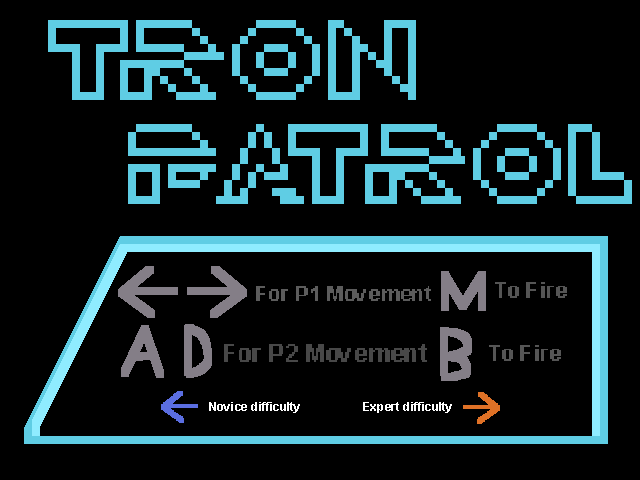 TRON
PATROL
For P1 Movement M To Fire
A D For P2 Movement B To Fire
Novice difficulty Expert difficulty